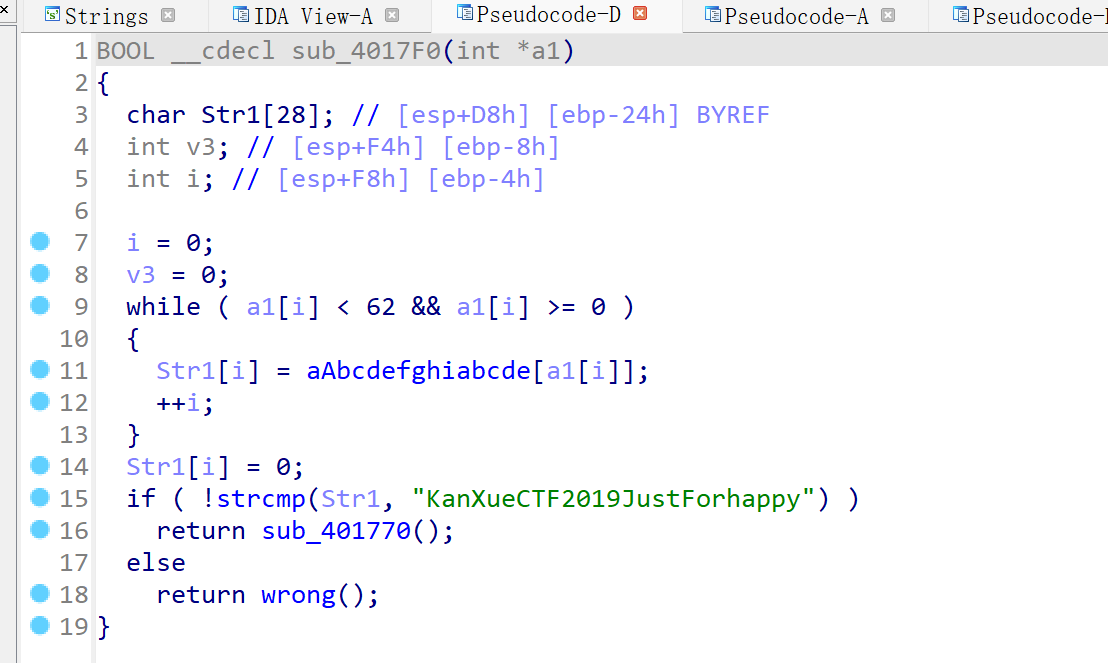 Strings IDA View-A Pseudocode-D Pseudocode-A Pseudocode-
1 BOOL __cdecl sub_4017F0(int *a1)
2 {
3   char Str1[28]; // [esp+D8h] [ebp-24h] BYREF
4   int v3; // [esp+F4h] [ebp-8h]
5   int i; // [esp+F8h] [ebp-4h]
6
7   i = 0;
8   v3 = 0;
9   while ( a1[i] < 62 && a1[i] >= 0 )
10   {
11     Str1[i] = aAbcdefghiabcde[a1[i]];
12     ++i;
13   }
14   Str1[i] = 0;
15   if ( !strcmp(Str1, "KanXueCTF2019JustForhappy") )
16     return sub_401770();
17   else
18     return wrong();
19 }